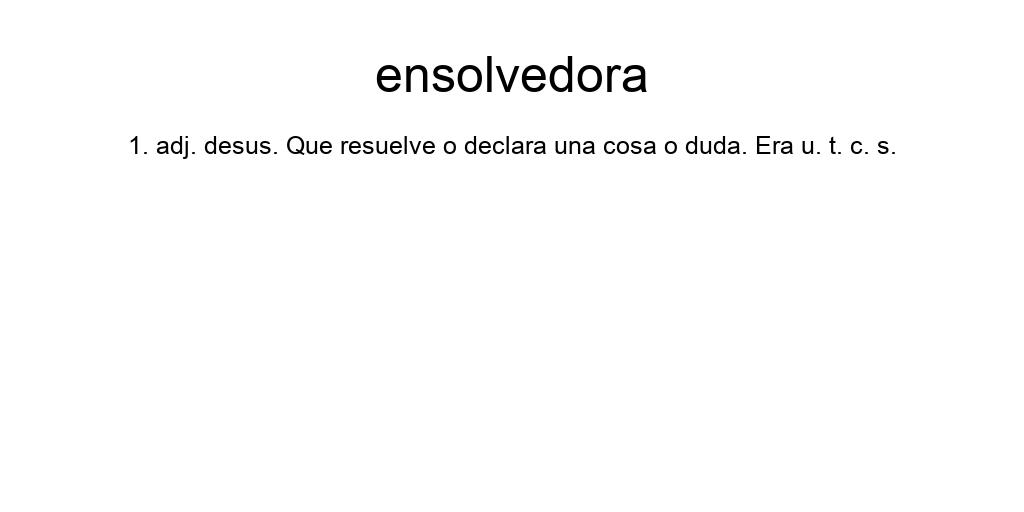 ensolvedora
1. adj. desus. Que resuelve o declara una cosa o duda. Era u. t. c. s.